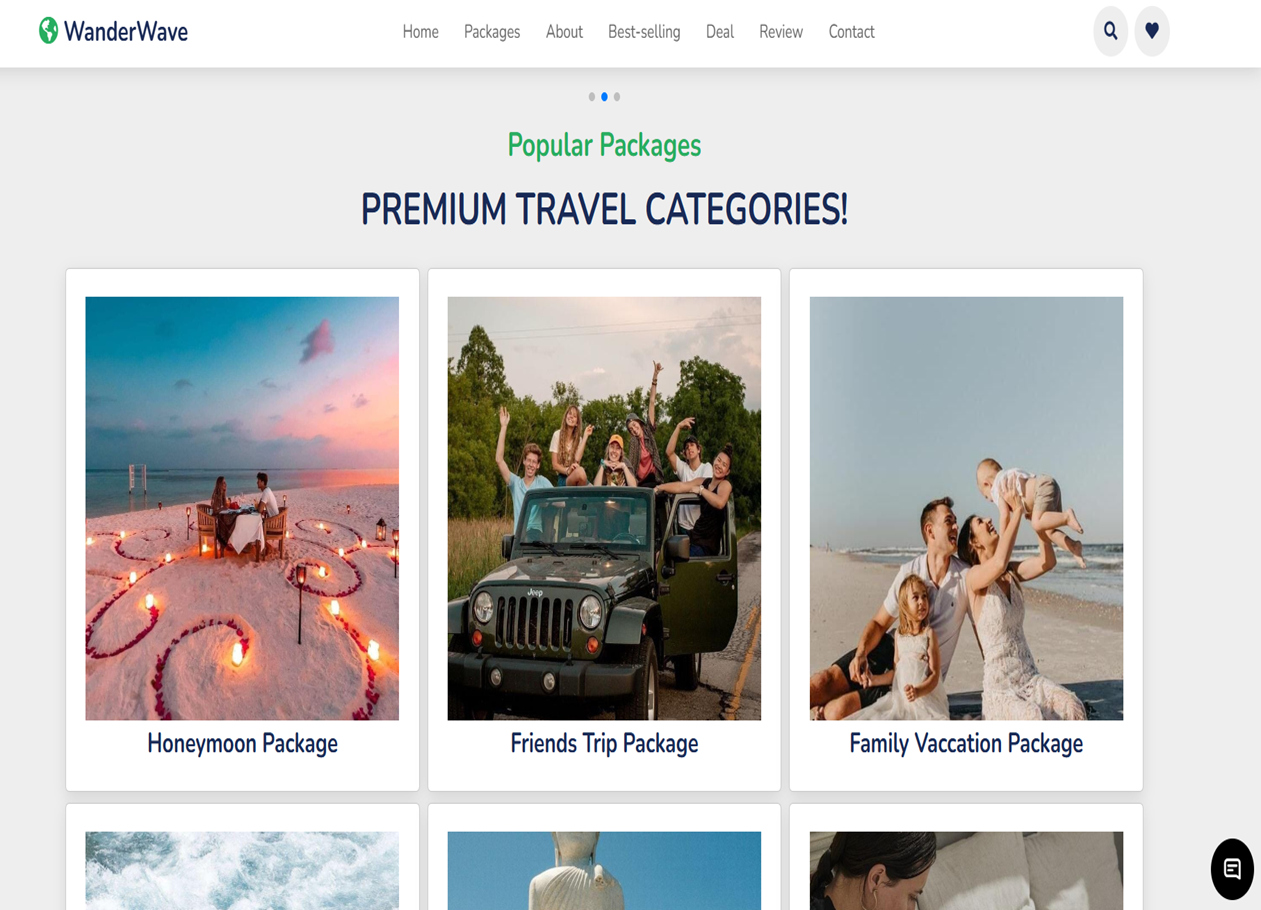 WanderWave
Home Packages About Best-selling Deal Review Contact
Popular Packages
PREMIUM TRAVEL CATEGORIES!
Jeep
Honeymoon Package
Friends Trip Package
Family Vaccation Package